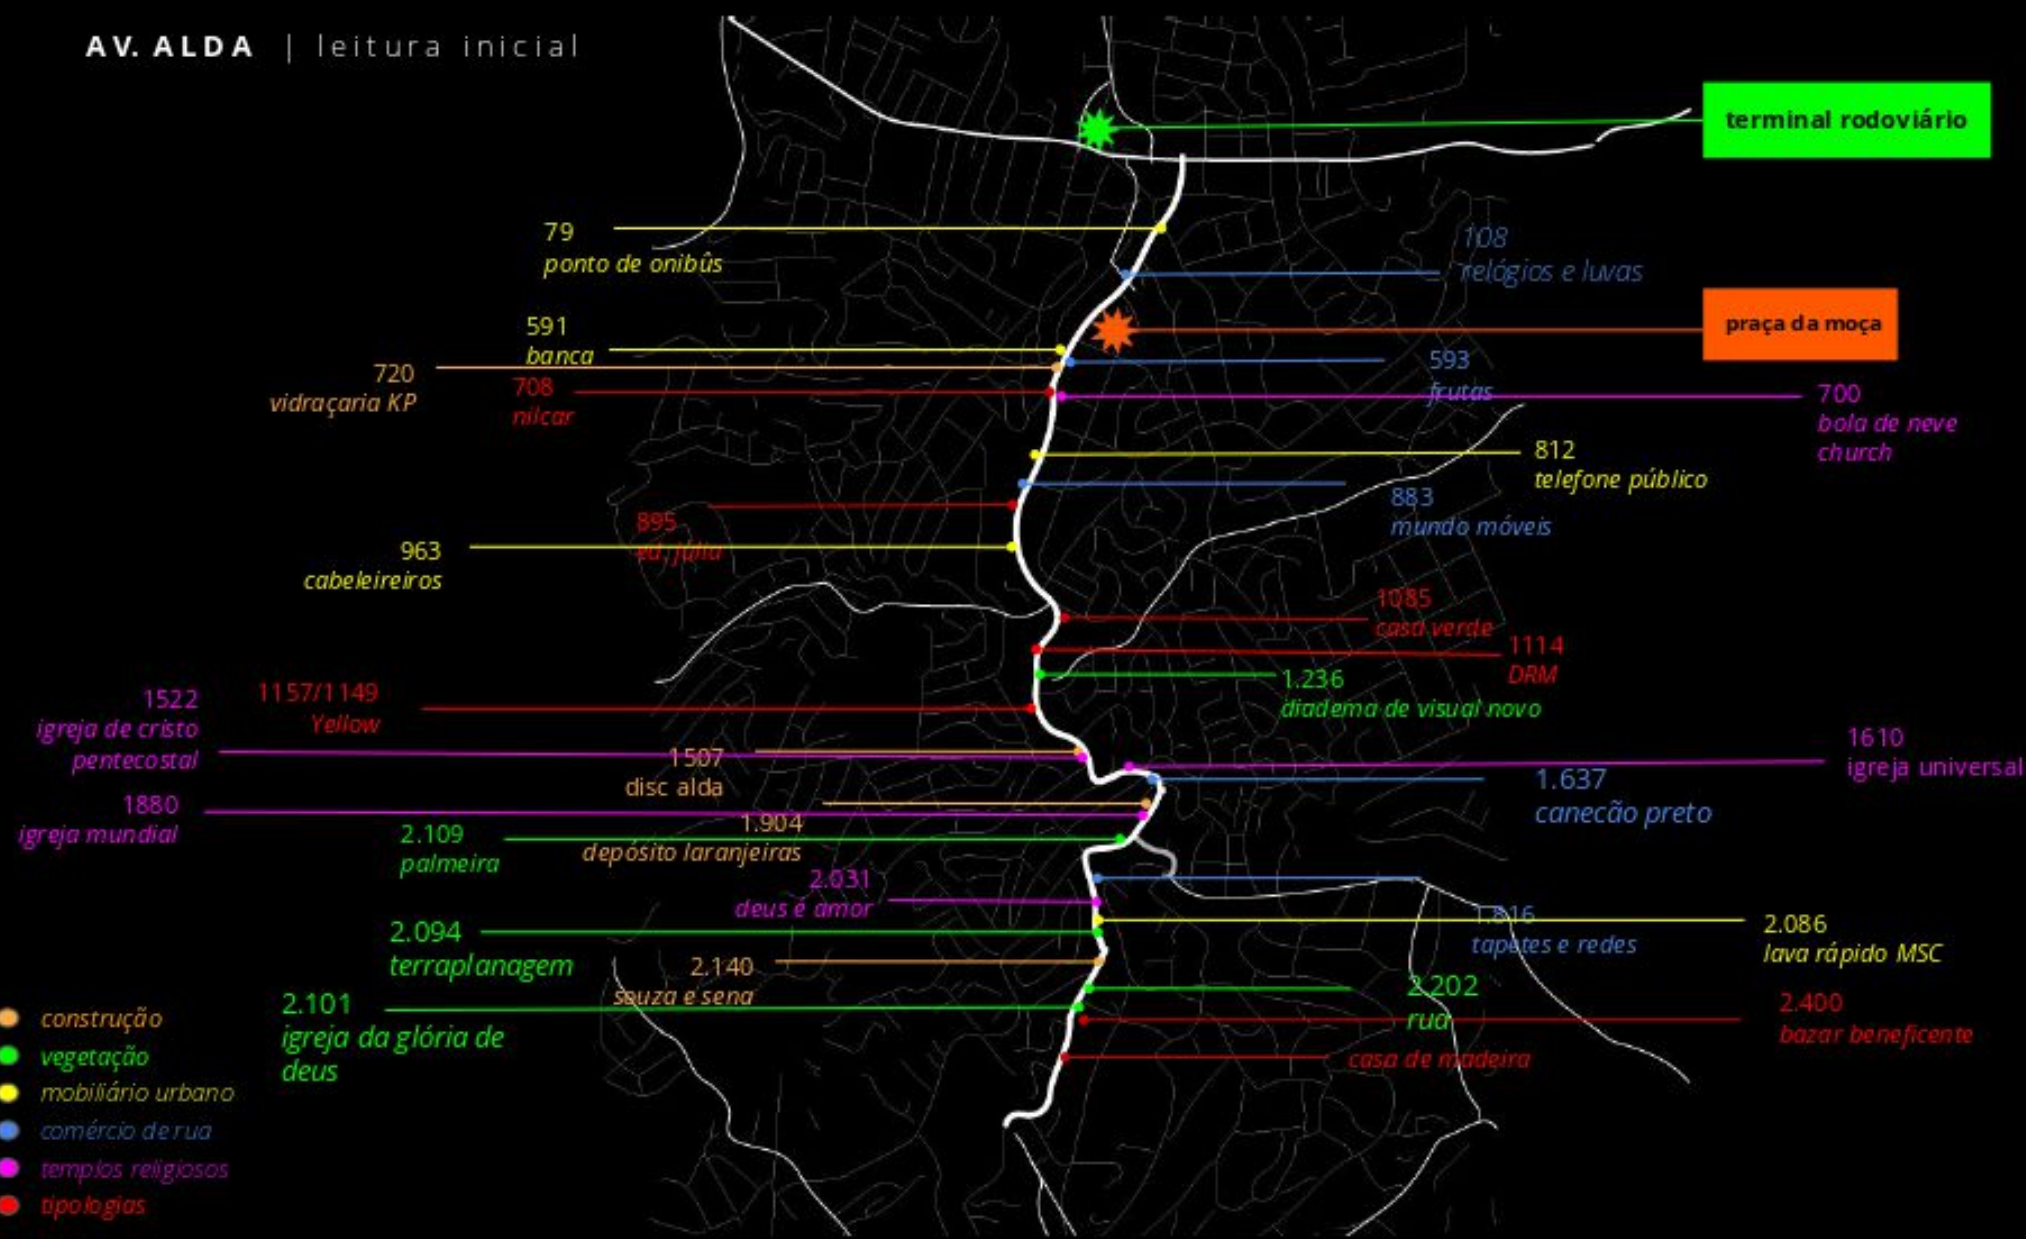 AV. ALDA | leitura inicial
terminal rodoviário
79
ponto de onibûs
108
relógios e luvas
praça da moça
591
banca
720
vidraçaria KP
708
nilcar
593
frutas
700
bola de neve
church
812
telefone público
883
mundo móveis
895
ed. júlia
963
cabeleireiros
1085
casa verde
1114
DRM
1.236
diadema de visual novo
1522
igreja de cristo
pentecostal
1157/1149
Yellow
1507
disc alda
1610
igreja universal
1.637
canecão preto
1880
igreja mundial
1.904
depósito laranjeiras
2.109
palmeira
2.031
deus é amor
1.816
tapetes e redes
2.086
lava rápido MSC
2.094
terraplanagem
2.140
souza e sena
2.202
rua
2.101
igreja da glória de
deus
2.400
bazar beneficente
casa de madeira
construção
vegetação
mobiliário urbano
comércio de rua
templos religiosos
tipologias